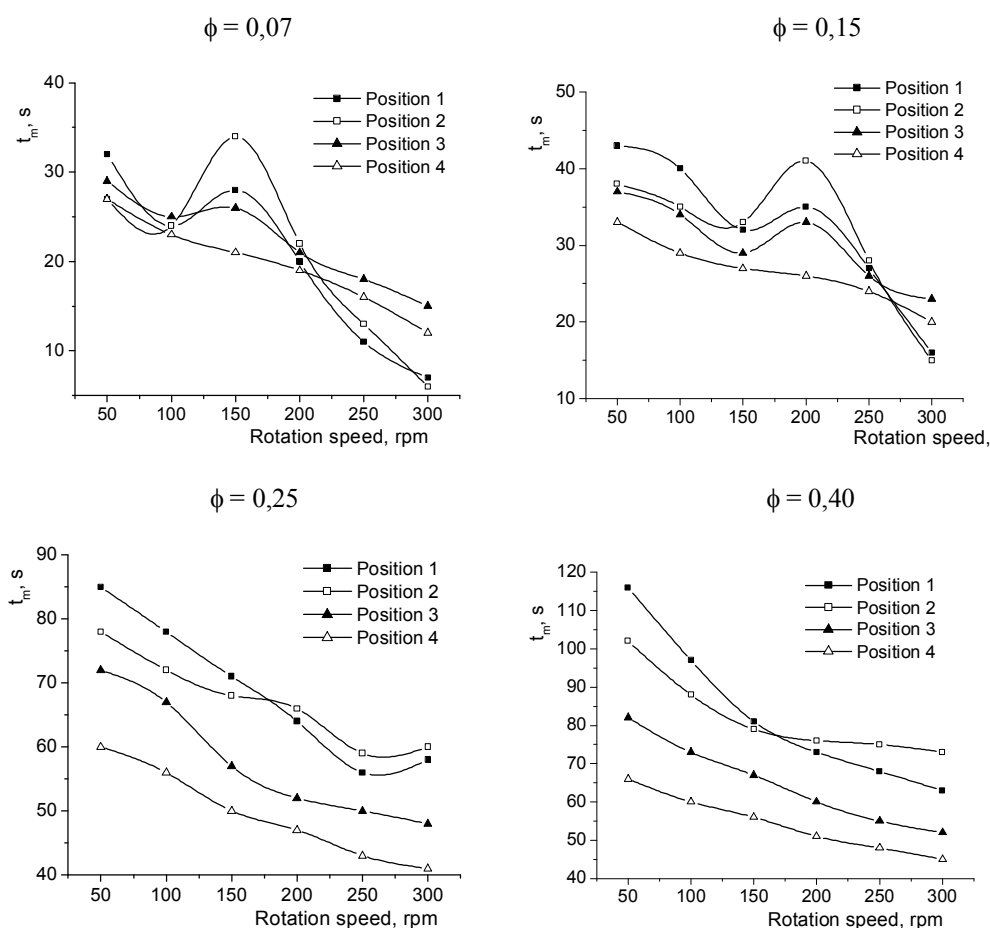 ϕ = 0,07
40
30
20
10
t_m, s
Position 1
Position 2
Position 3
Position 4
50 100 150 200 250 300
Rotation speed, rpm
ϕ = 0,15
50
40
30
20
10
t_m, s
Position 1
Position 2
Position 3
Position 4
50 100 150 200 250 300
Rotation speed,
ϕ = 0,25
90
80
70
60
50
40
t_m, s
Position 1
Position 2
Position 3
Position 4
50 100 150 200 250 300
Rotation speed, rpm
ϕ = 0,40
120
110
100
90
80
70
60
50
40
t_m, s
Position 1
Position 2
Position 3
Position 4
50 100 150 200 250 300
Rotation speed, rpm